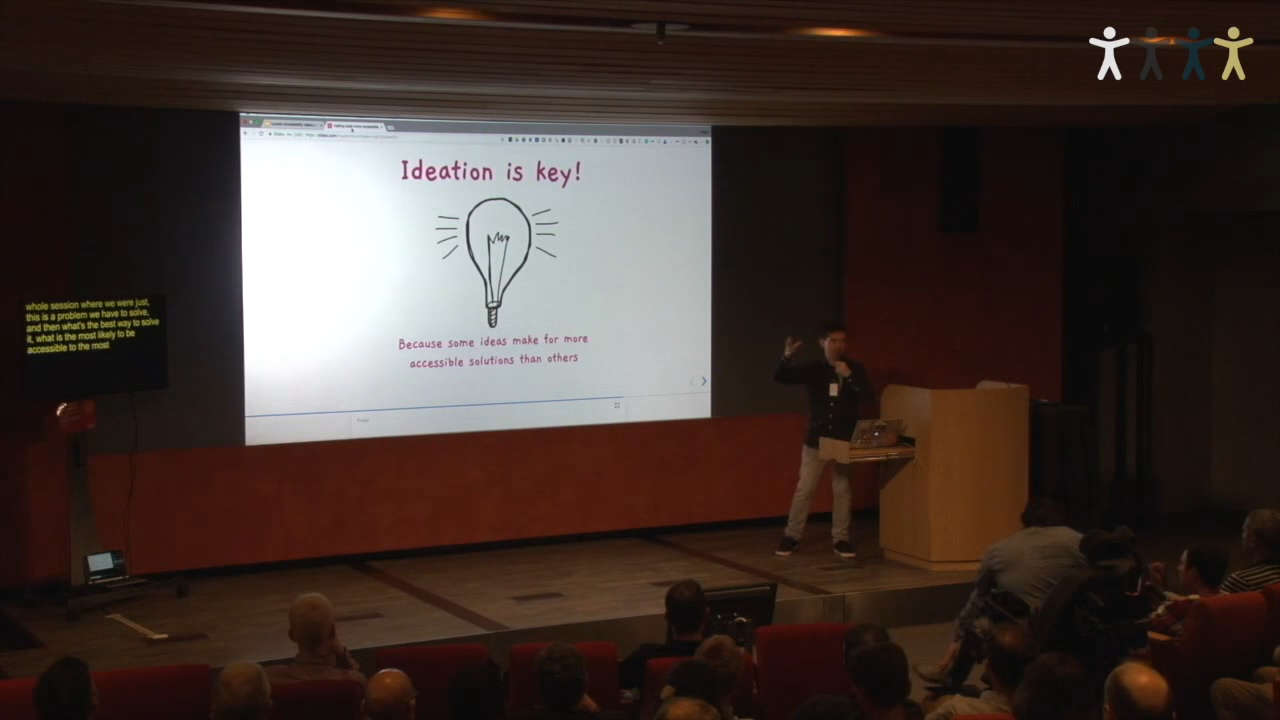 Ideation is key!
Because some ideas make for more
accessible solutions than others
whole session where we were just,
this is a problem we have to solve,
and then what's the best way to solve
it, what is the most likely to be
accessible to the most